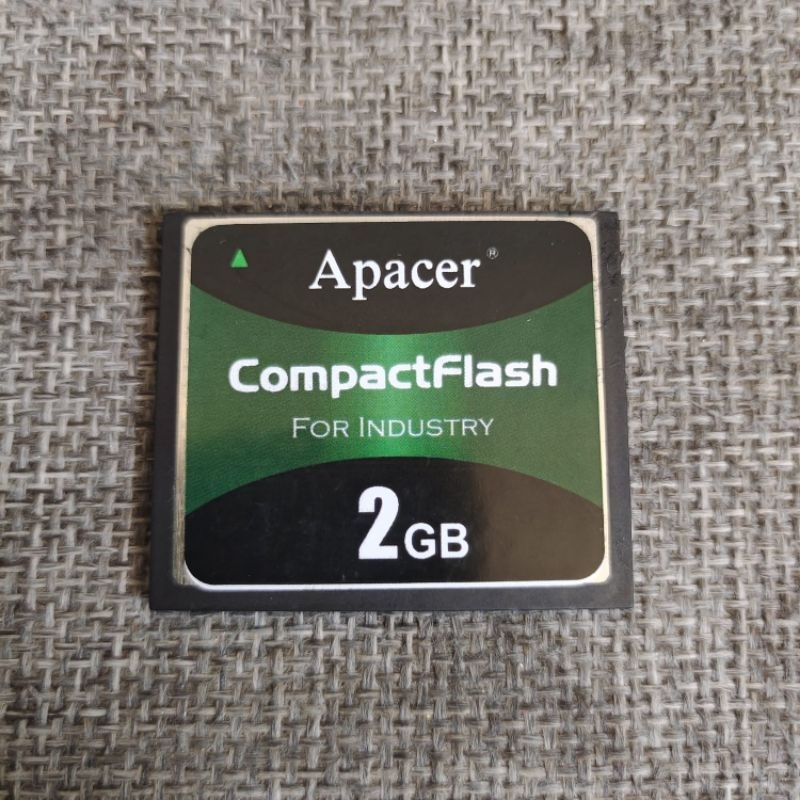 Apacer®
CompactFlash
FOR INDUSTRY
2GB